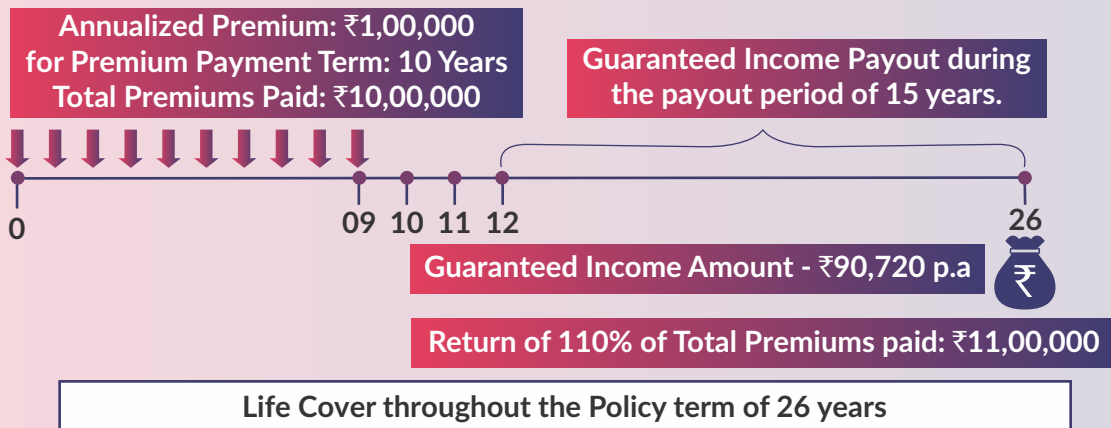 Annualized Premium: ₹1,00,000
for Premium Payment Term: 10 Years
Total Premiums Paid: ₹10,00,000
Guaranteed Income Payout during
the payout period of 15 years.
0
09 10 11 12
26
Guaranteed Income Amount - ₹90,720 p.a
₹
Return of 110% of Total Premiums paid: ₹11,00,000
Life Cover throughout the Policy term of 26 years